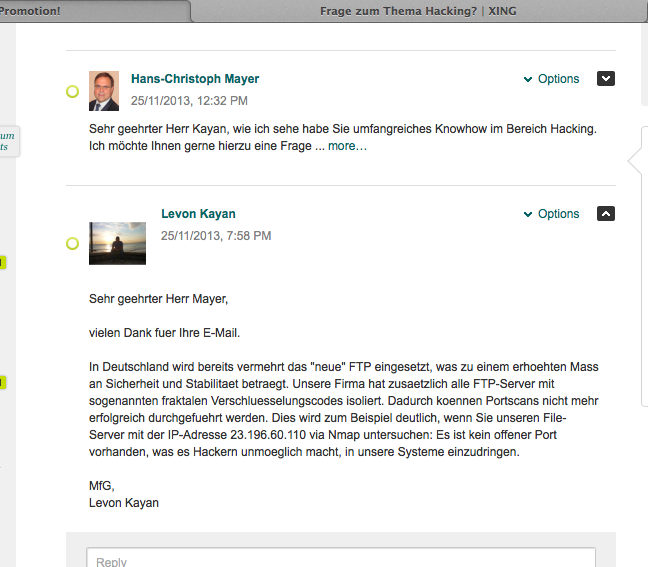 Promotion!
Frage zum Thema Hacking? | XING
Hans-Christoph Mayer
Options
25/11/2013, 12:32 PM
Sehr geehrter Herr Kayan, wie ich sehe habe Sie umfangreiches Knowhow im Bereich Hacking.
Ich möchte Ihnen gerne hierzu eine Frage ... more...
um
ts
Levon Kayan
Options
25/11/2013, 7:58 PM
Sehr geehrter Herr Mayer,
vielen Dank fuer Ihre E-Mail.
In Deutschland wird bereits vermehrt das "neue" FTP eingesetzt, was zu einem erhoehten Mass
an Sicherheit und Stabilitaet betraegt. Unsere Firma hat zusaetzlich alle FTP-Server mit
sogenannten fraktalen Verschluesselungscodes isoliert. Dadurch koennen Portscans nicht mehr
erfolgreich durchgefuehrt werden. Dies wird zum Beispiel deutlich, wenn Sie unseren File-
Server mit der IP-Adresse 23.196.60.110 via Nmap untersuchen: Es ist kein offener Port
vorhanden, was es Hackern unmoeglich macht, in unsere Systeme einzudringen.
MfG,
Levon Kayan
Reply